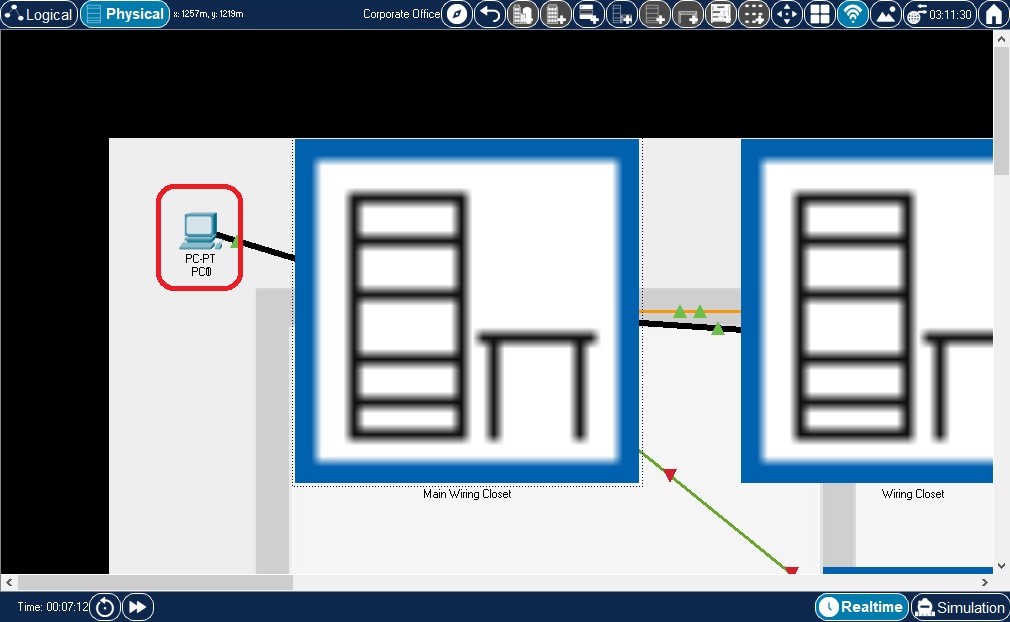 Logical
Physical
x: 1257m, y: 1219m
Corporate Office
03:11:30
PC-PT
PC0
Main Wiring Closet
Wiring Closet
Time: 00:07:12
Realtime
Simulation